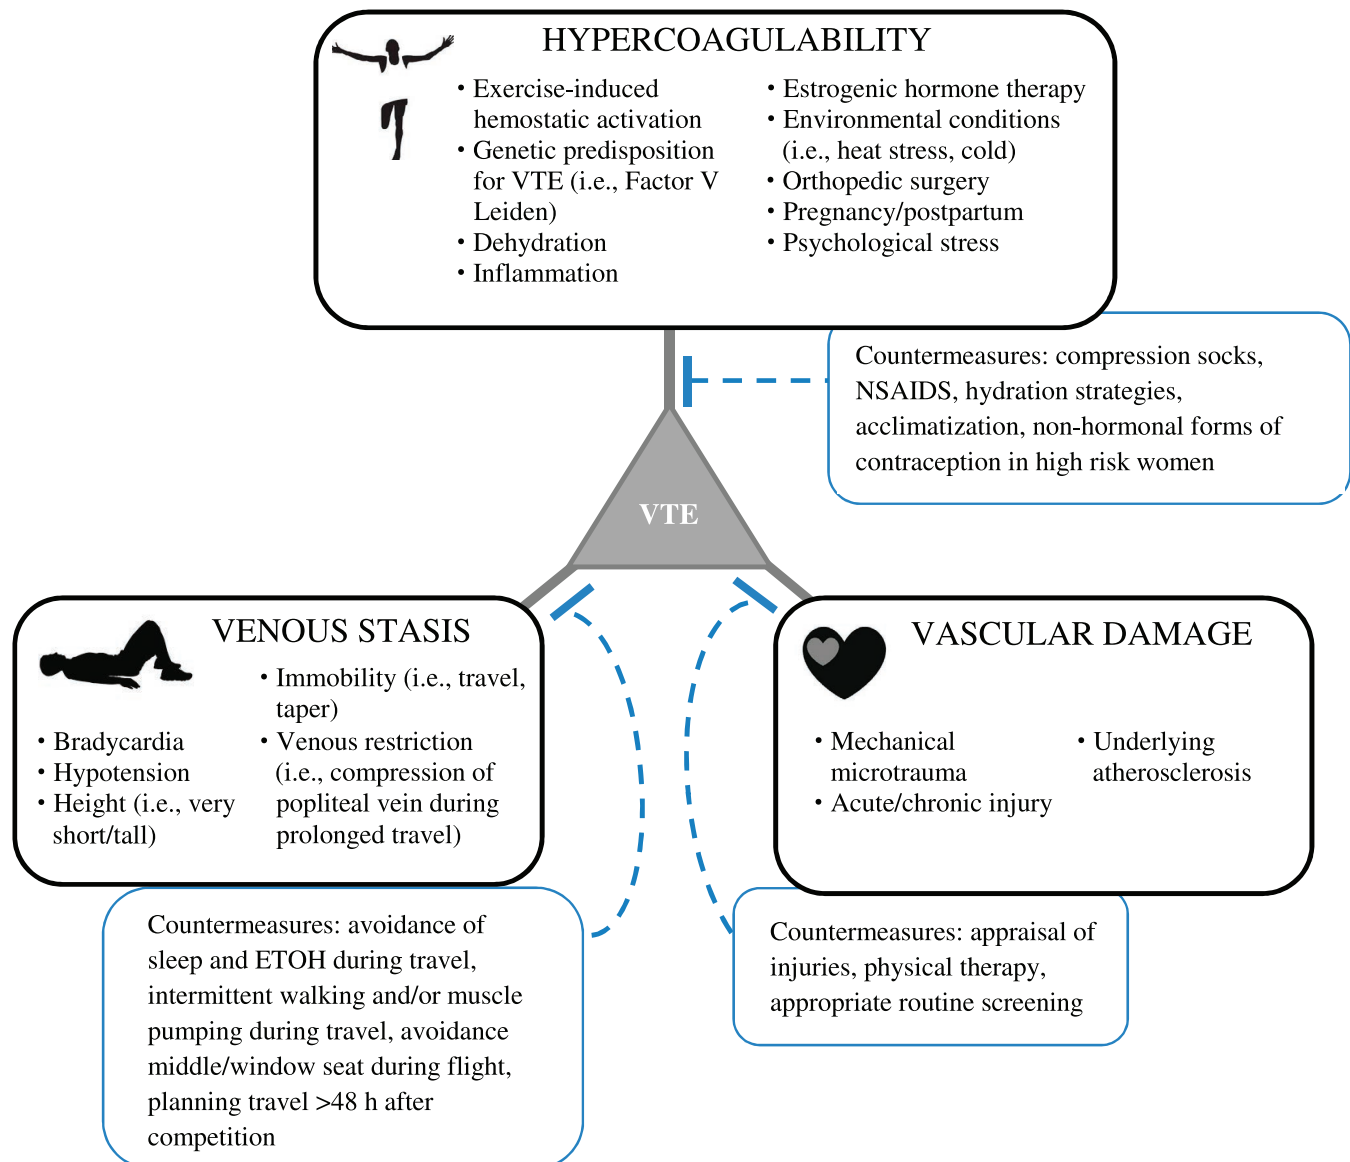 HYPERCOAGULABILITY
• Exercise-induced
hemostatic activation
• Genetic predisposition
for VTE (i.e., Factor V
Leiden)
• Dehydration
• Inflammation
• Estrogenic hormone therapy
• Environmental conditions
(i.e., heat stress, cold)
• Orthopedic surgery
• Pregnancy/postpartum
• Psychological stress
Countermeasures: compression socks,
NSAIDS, hydration strategies,
acclimatization, non-hormonal forms of
contraception in high risk women
VTE
VENOUS STASIS
• Bradycardia
• Hypotension
• Height (i.e., very
short/tall)
• Immobility (i.e., travel,
taper)
• Venous restriction
(i.e., compression of
popliteal vein during
prolonged travel)
Countermeasures: avoidance of
sleep and ETOH during travel,
intermittent walking and/or muscle
pumping during travel, avoidance
middle/window seat during flight,
planning travel >48 h after
competition
VASCULAR DAMAGE
• Mechanical
microtrauma
• Acute/chronic injury
• Underlying
atherosclerosis
Countermeasures: appraisal of
injuries, physical therapy,
appropriate routine screening